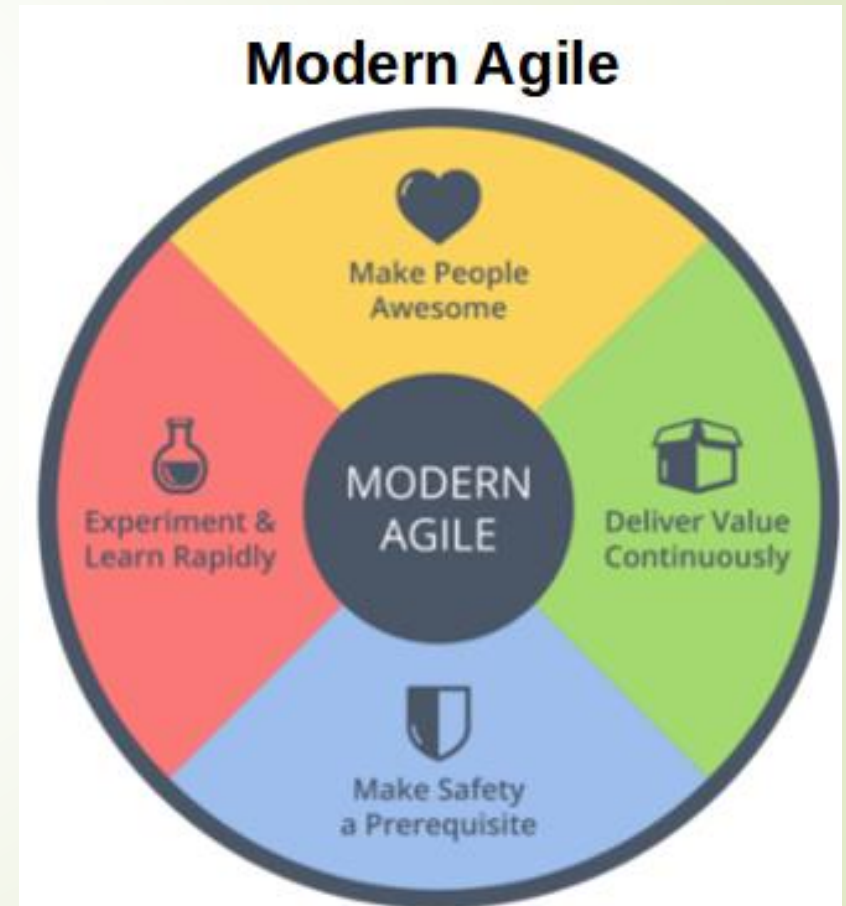 Modern Agile
Make People
Awesome
Experiment &
Learn Rapidly
MODERN
AGILE
Deliver Value
Continuously
Make Safety
a Prerequisite